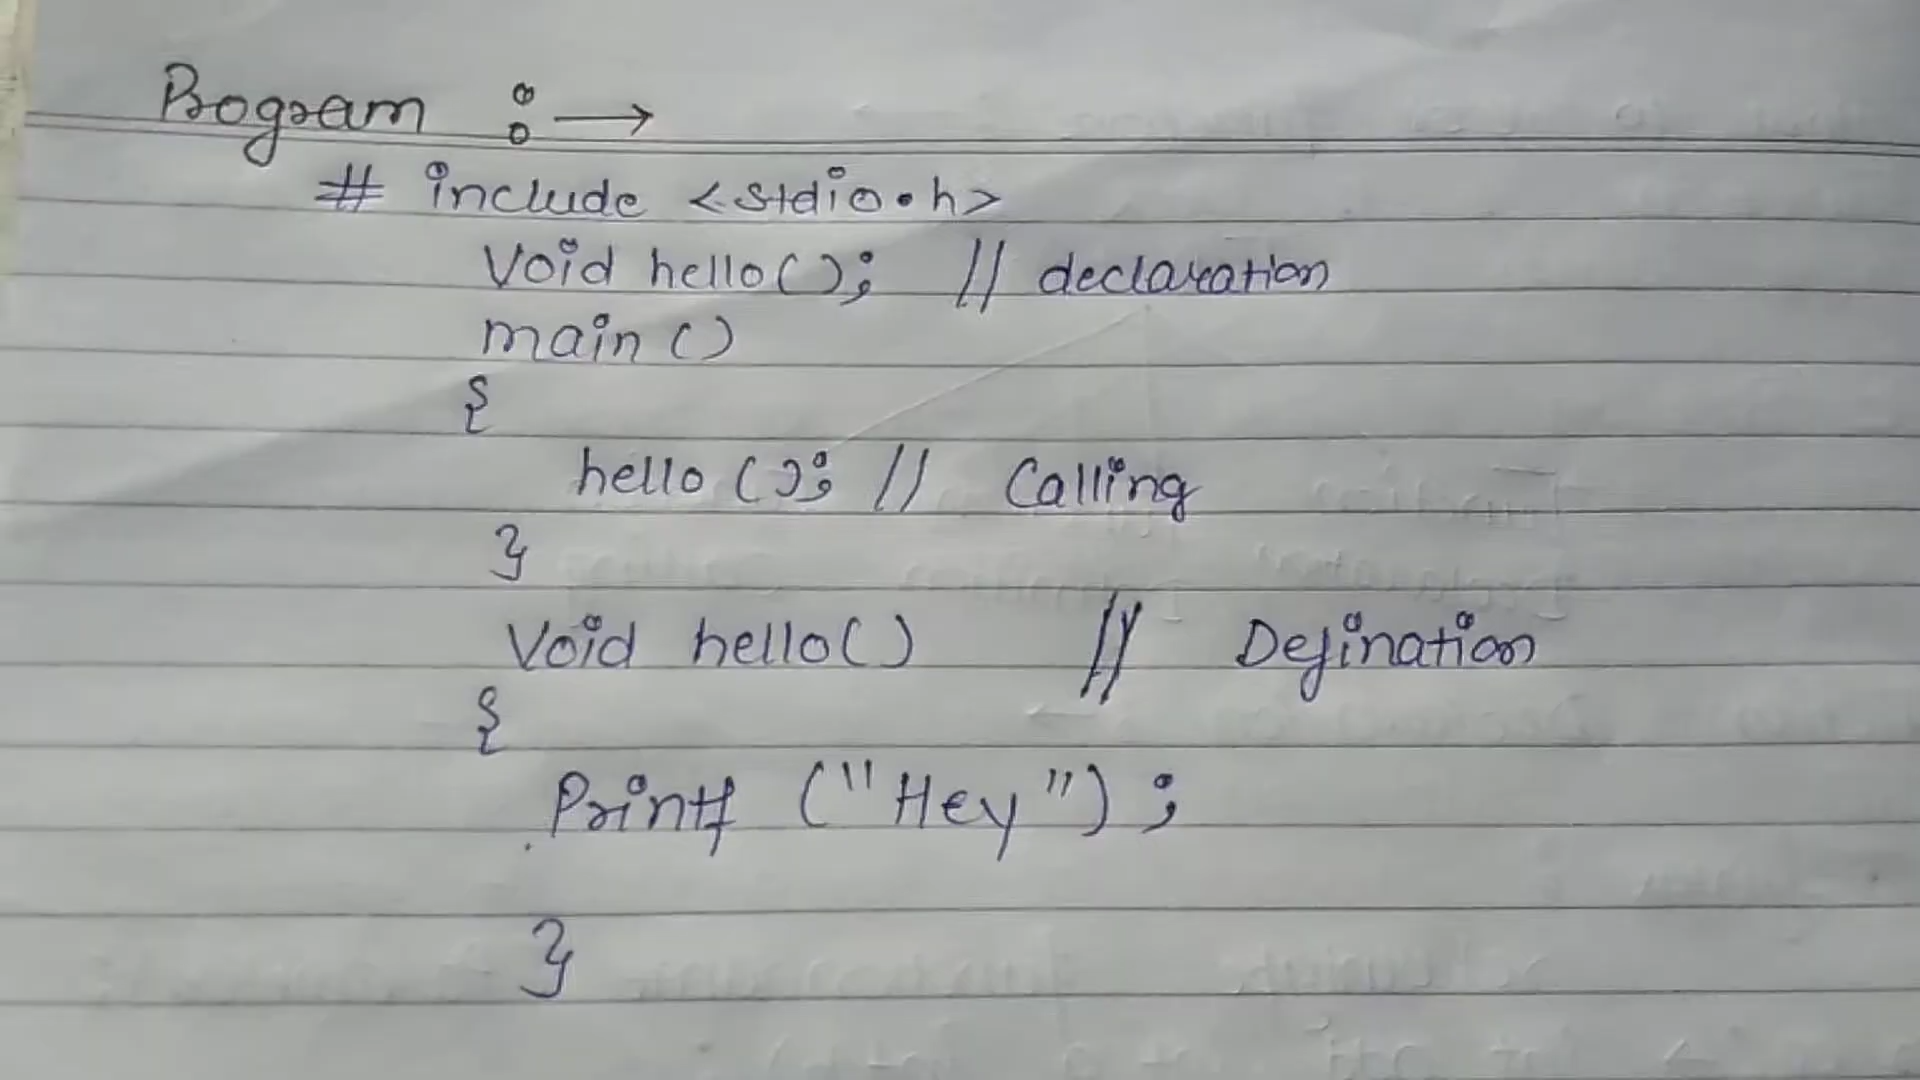 Program :→
# include <stdio.h>
Void hello(); // declaration
main ()
{
hello (); // Calling
}
Void hello() // Defination
{
Printf ("Hey");
}